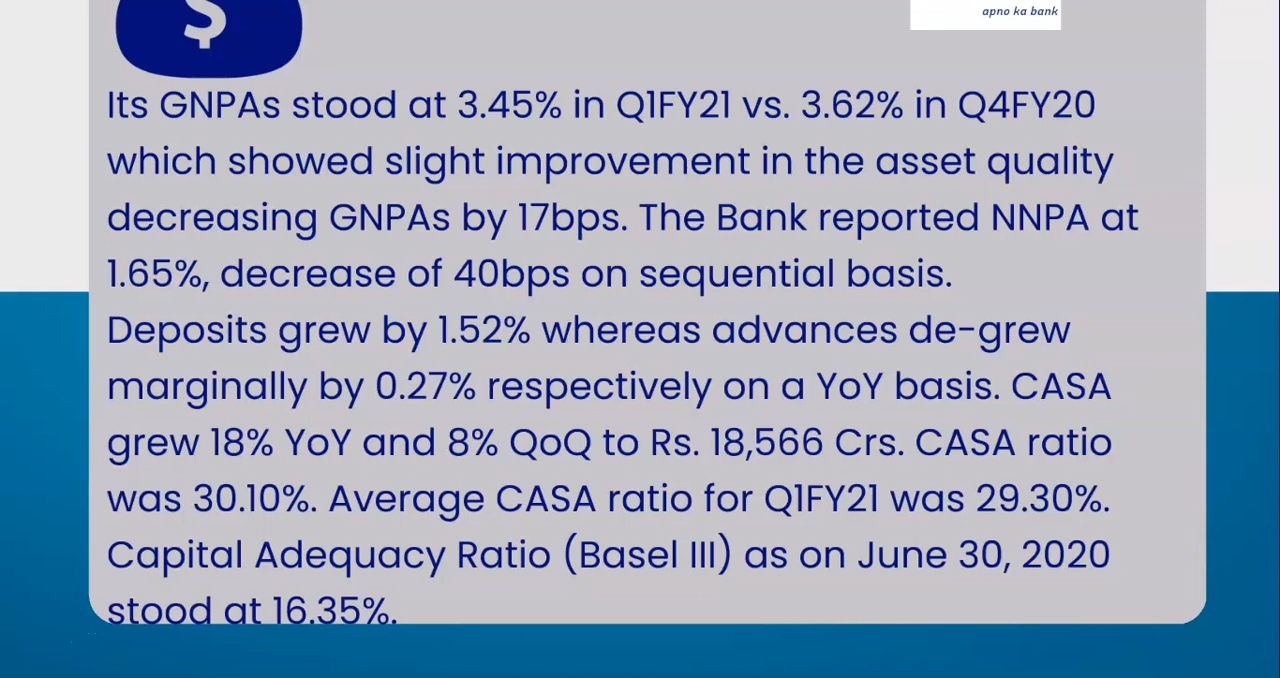 $
apno ka bank
Its GNPAs stood at 3.45% in Q1FY21 vs. 3.62% in Q4FY20
which showed slight improvement in the asset quality
decreasing GNPAs by 17bps. The Bank reported NNPA at
1.65%, decrease of 40bps on sequential basis.
Deposits grew by 1.52% whereas advances de-grew
marginally by 0.27% respectively on a YoY basis. CASA
grew 18% YoY and 8% QoQ to Rs. 18,566 Crs. CASA ratio
was 30.10%. Average CASA ratio for Q1FY21 was 29.30%.
Capital Adequacy Ratio (Basel III) as on June 30, 2020
stood at 16.35%.